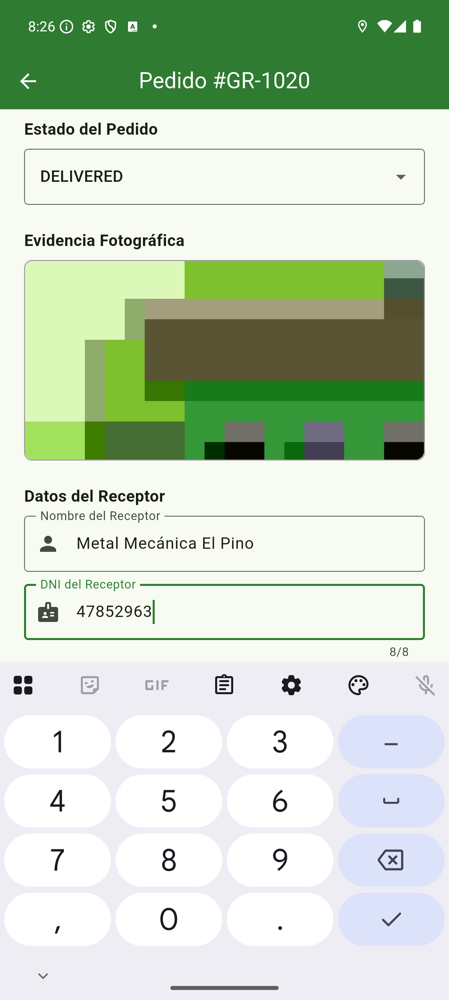 8:26
Pedido #GR-1020
Estado del Pedido
DELIVERED
Evidencia Fotográfica
Datos del Receptor
Nombre del Receptor
Metal Mecánica El Pino
DNI del Receptor
47852963
8/8
GIF
1 2 3 –
4 5 6
7 8 9
, 0 .